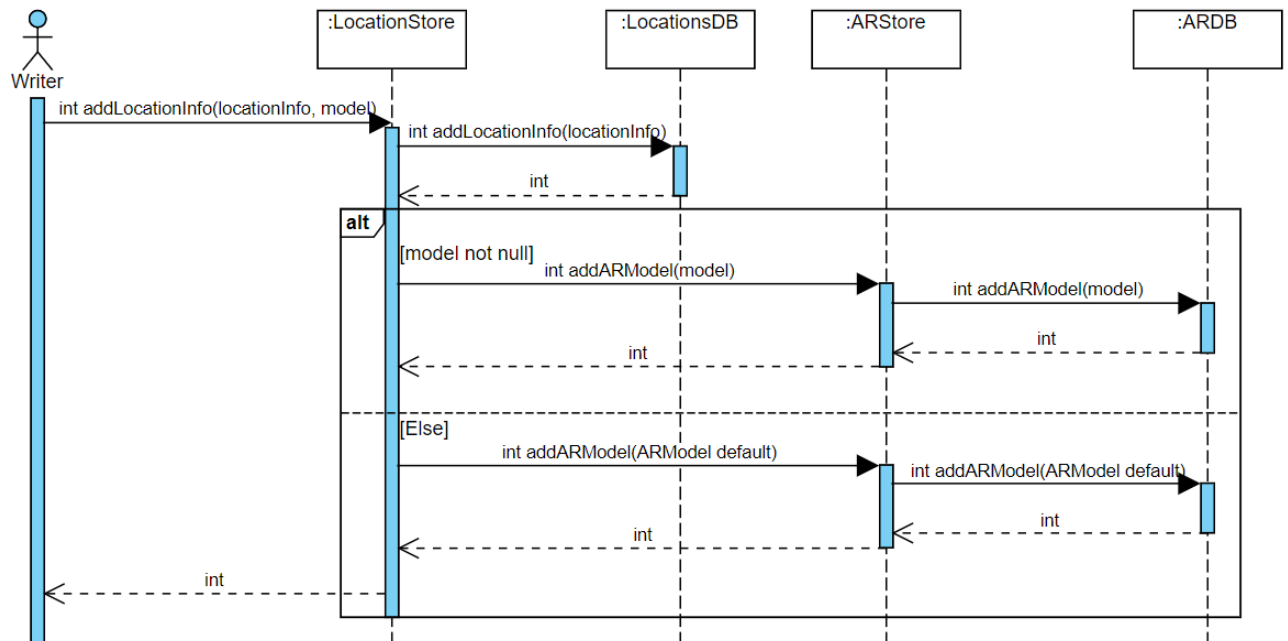 :LocationStore
:LocationsDB
:ARStore
:ARDB
Writer
int addLocationInfo(locationInfo, model)
int addLocationInfo(locationInfo)
int
alt
[model not null]
int addARModel(model)
int addARModel(model)
int
int
[Else]
int addARModel(ARModel default)
int addARModel(ARModel default)
int
int
int